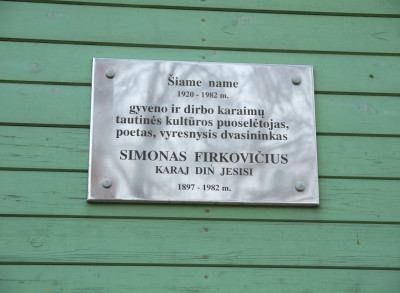 Šiame name
1920 - 1982 m.
gyveno ir dirbo karaimų
tautinės kultūros puoselėtojas,
poetas, vyresnysis dvasininkas
SIMONAS FIRKOVIČIUS
KARAJ DIŃ JESISI
1897 - 1982 m.